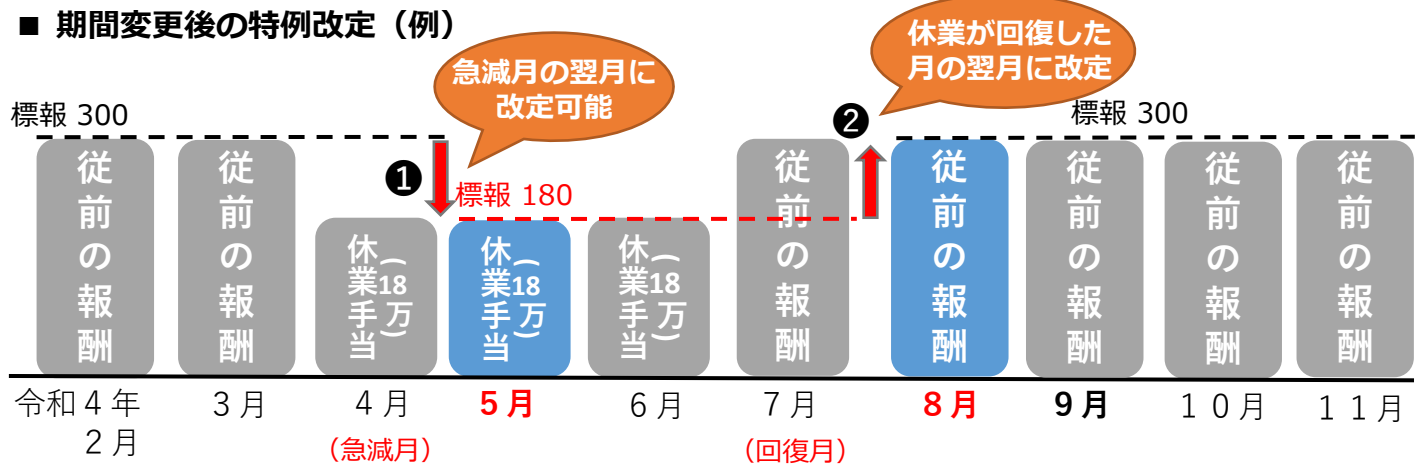 ■ 期間変更後の特例改定（例）
急減月の翌月に
改定可能
休業が回復した
月の翌月に改定
標報 300
❶
標報 180
❷
標報 300
従前の報酬
従前の報酬
休業手当
(18万)
休業手当
(18万)
休業手当
(18万)
従前の報酬
従前の報酬
従前の報酬
従前の報酬
従前の報酬
令和４年
２月
３月
４月
（急減月）
５月
６月
７月
（回復月）
８月
９月
１０月
１１月